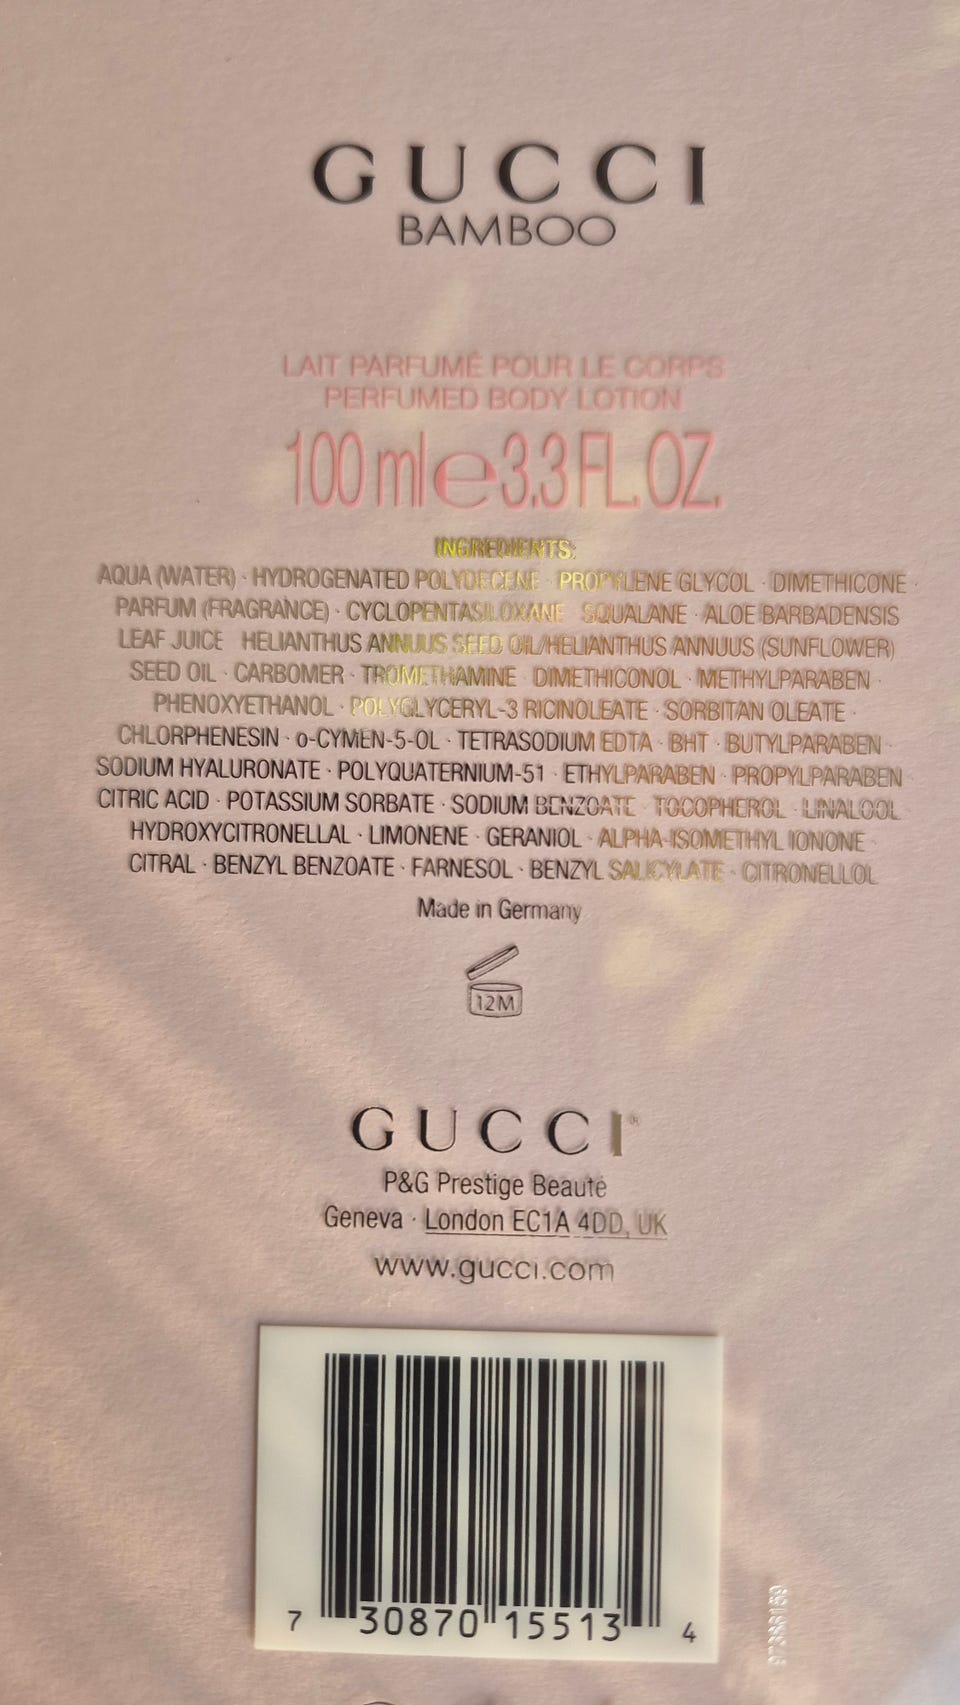 GUCCI
BAMBOO
LAIT PARFUMÉ POUR LE CORPS
PERFUMED BODY LOTION
100 ml e 3.3 FL. OZ.
INGREDIENTS:
AQUA (WATER) · HYDROGENATED POLYDECENE · PROPYLENE GLYCOL · DIMETHICONE ·
PARFUM (FRAGRANCE) · CYCLOPENTASILOXANE · SQUALANE · ALOE BARBADENSIS
LEAF JUICE · HELIANTHUS ANNUUS SEED OIL/HELIANTHUS ANNUUS (SUNFLOWER)
SEED OIL · CARBOMER · TROMETHAMINE · DIMETHICONOL · METHYLPARABEN ·
PHENOXYETHANOL · POLYGLYCERYL-3 RICINOLEATE · SORBITAN OLEATE ·
CHLORPHENESIN · o-CYMEN-5-OL · TETRASODIUM EDTA · BHT · BUTYLPARABEN ·
SODIUM HYALURONATE · POLYQUATERNIUM-51 · ETHYLPARABEN · PROPYLPARABEN
CITRIC ACID · POTASSIUM SORBATE · SODIUM BENZOATE · TOCOPHEROL · LINALOOL
HYDROXYCITRONELLAL · LIMONENE · GERANIOL · ALPHA-ISOMETHYL IONONE ·
CITRAL · BENZYL BENZOATE · FARNESOL · BENZYL SALICYLATE · CITRONELLOL
Made in Germany
12M
GUCCI®
P&G Prestige Beauté
Geneva · London EC1A 4DD, UK
www.gucci.com
7 30870 15513 4